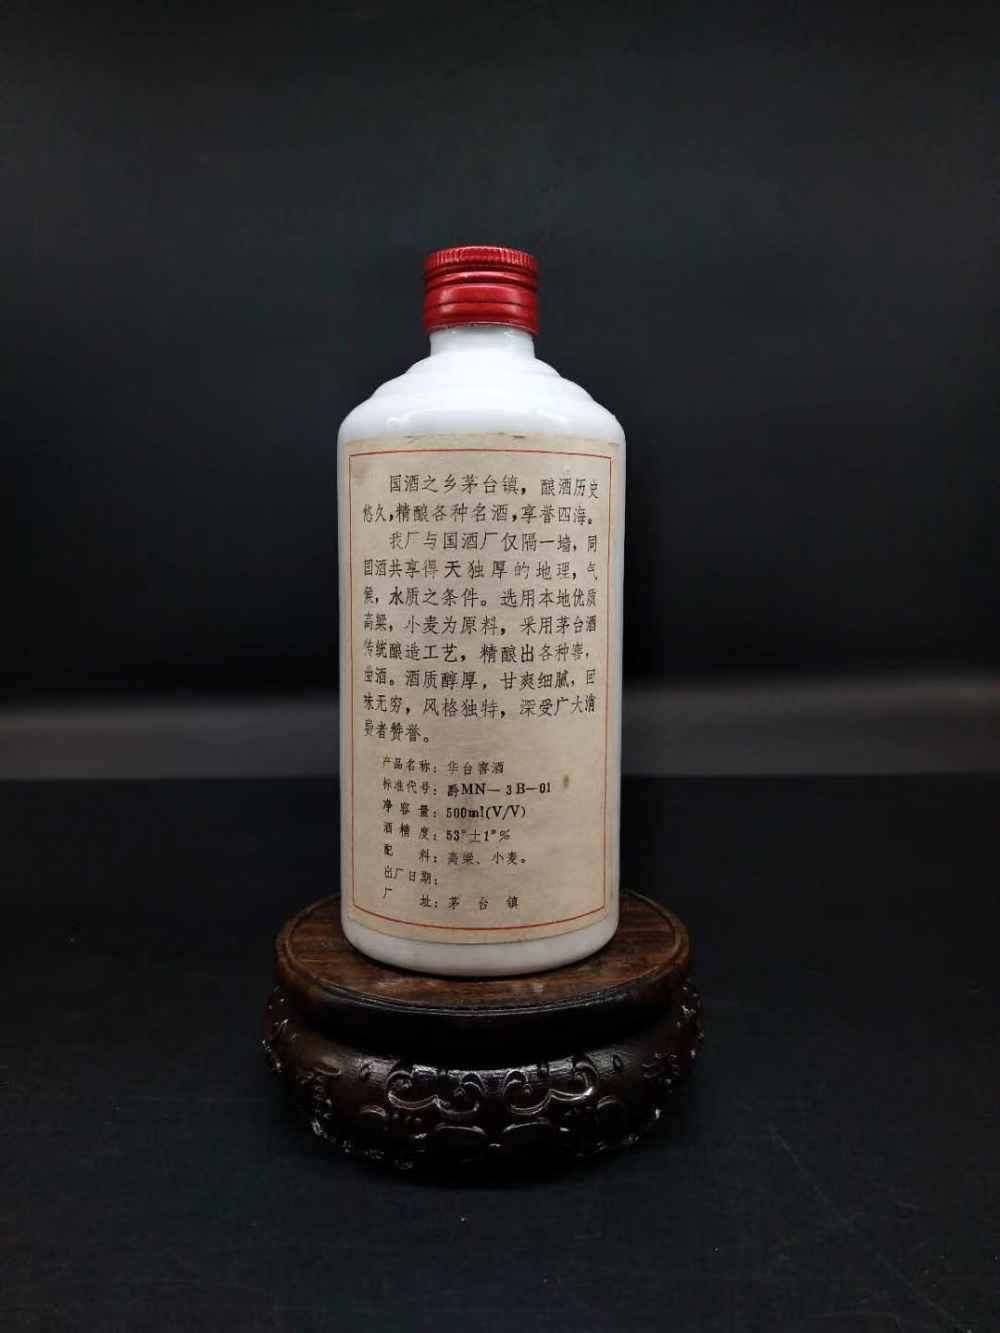 国酒之乡茅台镇，酿酒历史
悠久，精酿各种名酒，享誉四海。
我厂与国酒厂仅隔一墙，同
国酒共享得天独厚的地理，气
候，水质之条件。选用本地优质
高粱，小麦为原料，采用茅台酒
传统酿造工艺，精酿出各种窖，
曲酒。酒质醇厚，甘爽细腻，回
味无穷，风格独特，深受广大消
费者赞誉。
产品名称：华台窖酒
标准代号：爵MN—3B—01
净容量：500ml(V/V)
酒精度：53°±1°%
配料：高粱、小麦。
出厂日期：
厂址：茅台镇